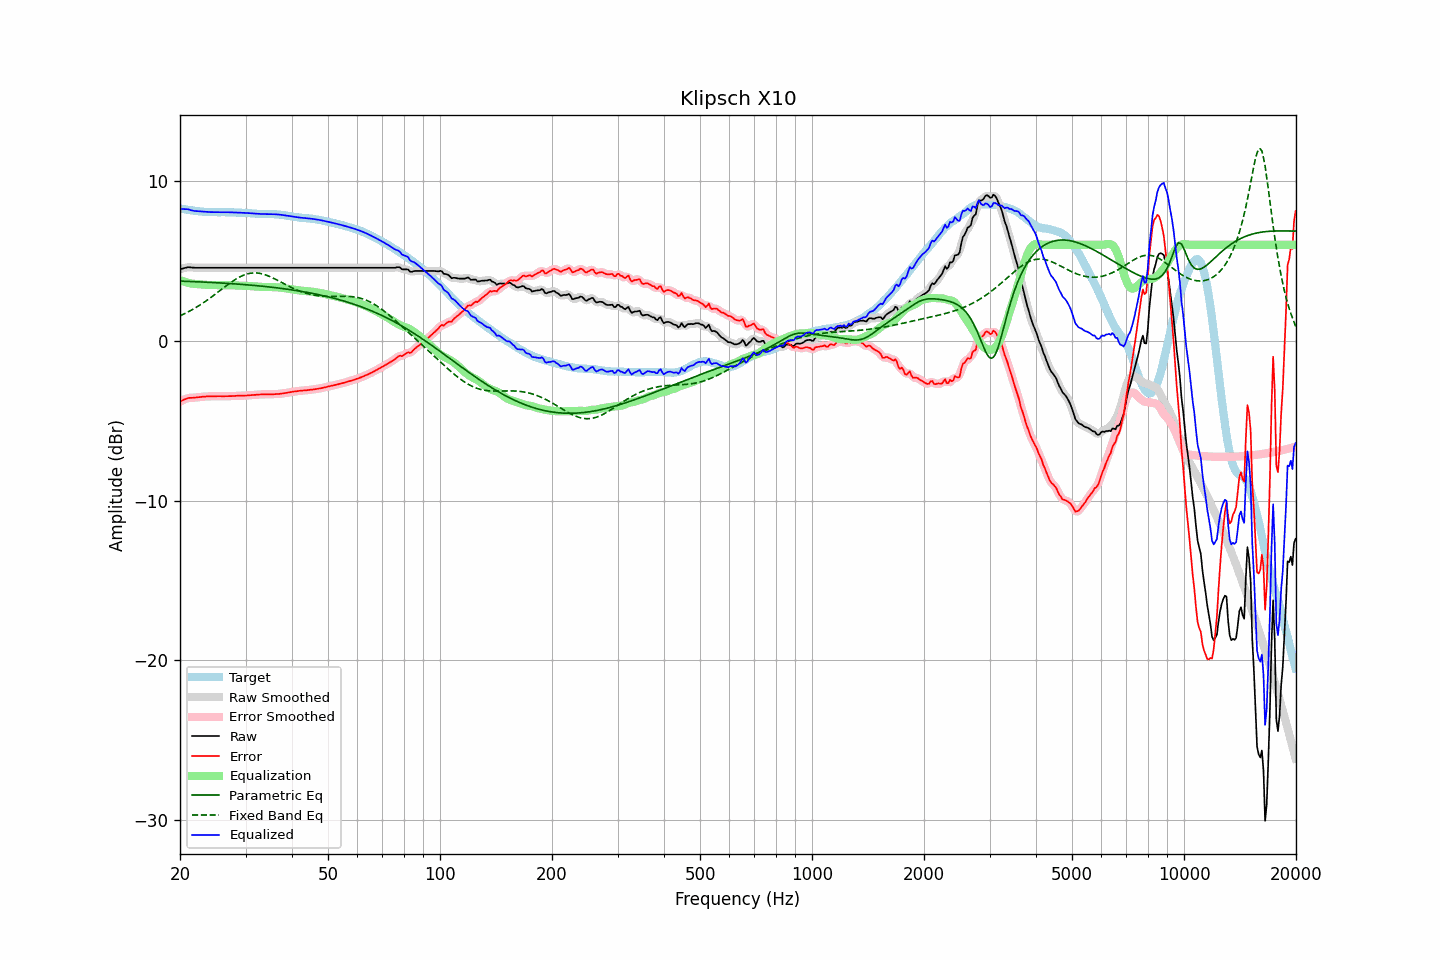 Klipsch X10
Amplitude (dBr)
10
0
−10
−20
−30
Target
Raw Smoothed
Error Smoothed
Raw
Error
Equalization
Parametric Eq
Fixed Band Eq
Equalized
20 50 100 200 500 1000 2000 5000 10000 20000
Frequency (Hz)